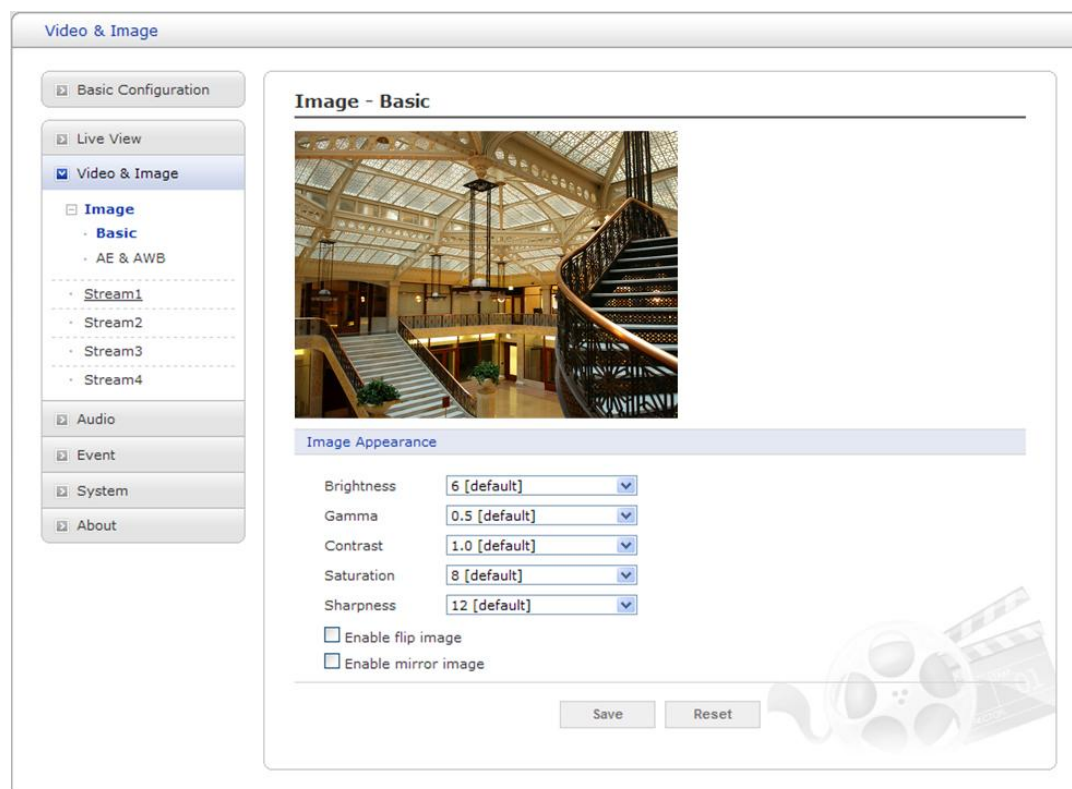 Video & Image
Basic Configuration
Live View
Video & Image
Image
Basic
AE & AWB
Stream1
Stream2
Stream3
Stream4
Audio
Event
System
About
Image - Basic
Image Appearance
Brightness 6 [default]
Gamma 0.5 [default]
Contrast 1.0 [default]
Saturation 8 [default]
Sharpness 12 [default]
Enable flip image
Enable mirror image
Save Reset
01